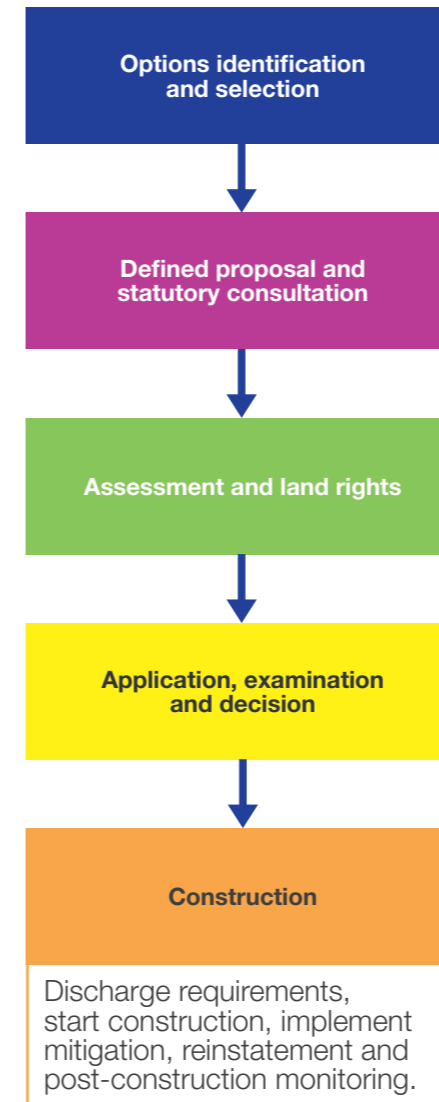 Options identification
and selection
Defined proposal and
statutory consultation
Assessment and land rights
Application, examination
and decision
Construction
Discharge requirements,
start construction, implement
mitigation, reinstatement and
post-construction monitoring.